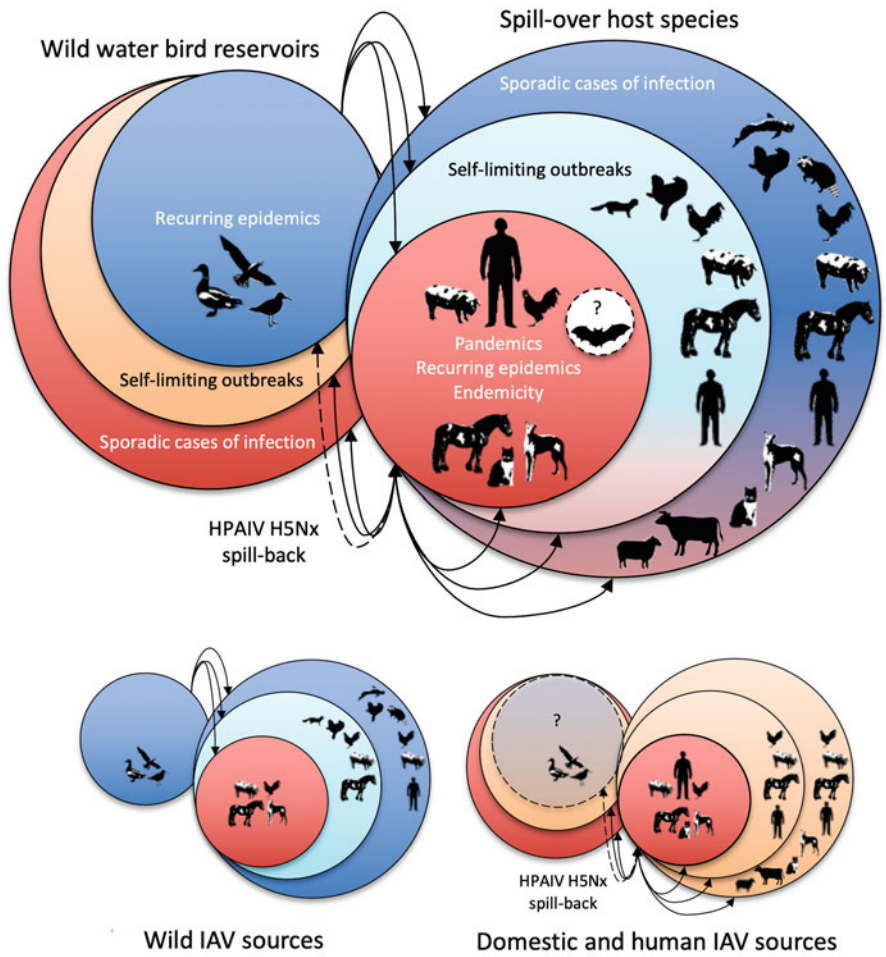 Wild water bird reservoirs
Spill-over host species
Sporadic cases of infection
Self-limiting outbreaks
Recurring epidemics
?
Pandemics
Recurring epidemics
Endemicity
Self-limiting outbreaks
Sporadic cases of infection
HPAIV H5Nx
spill-back
?
HPAIV H5Nx
spill-back
Wild IAV sources
Domestic and human IAV sources